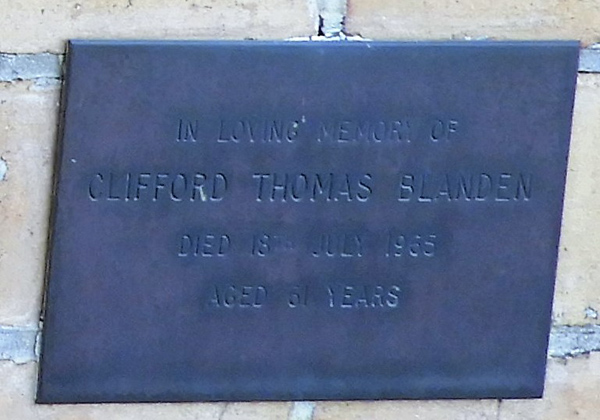 IN LOVING MEMORY OF
CLIFFORD THOMAS BLANDEN
DIED 18TH JULY 1965
AGED 61 YEARS